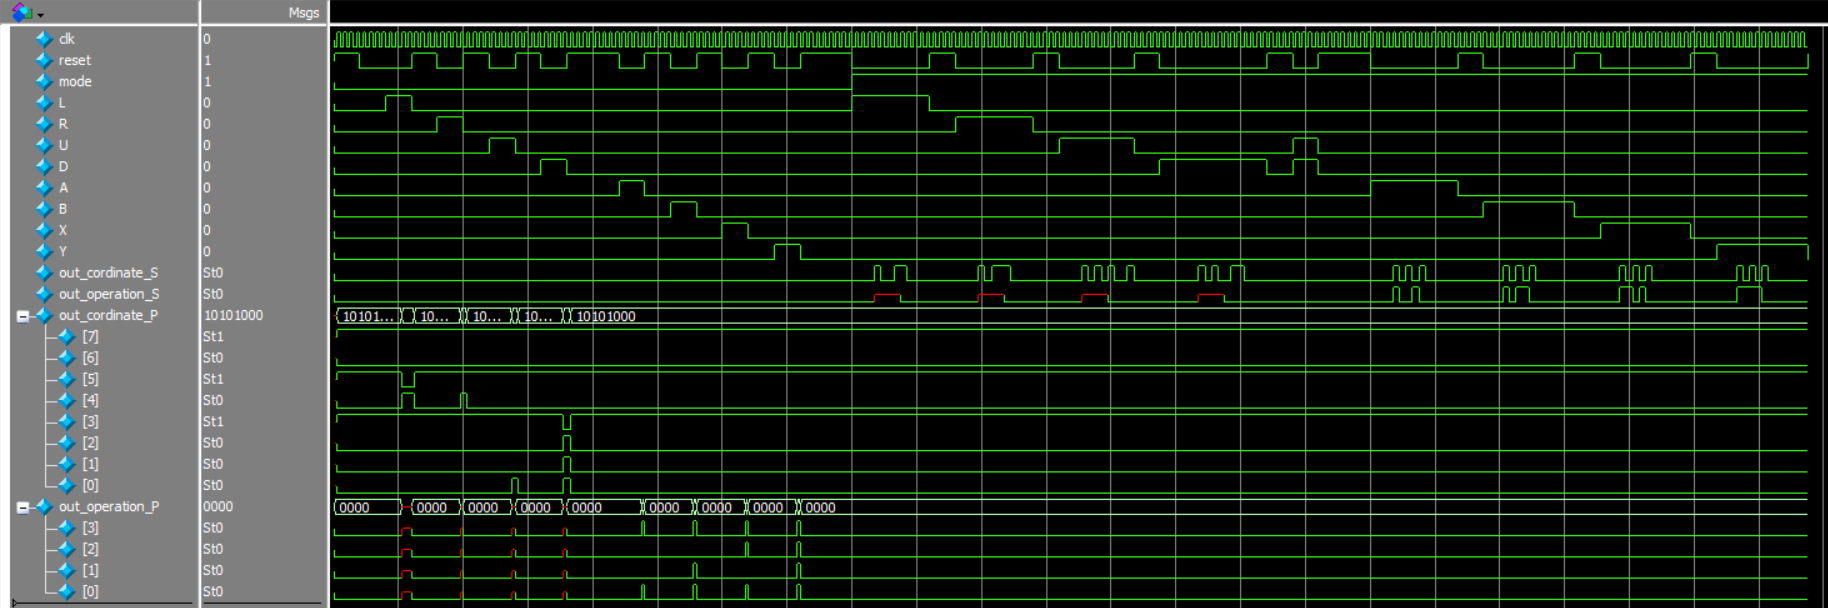 Msgs
clk 0
reset 1
mode 1
L 0
R 0
U 0
D 0
A 0
B 0
X 0
Y 0
out_cordinate_S St0
out_operation_S St0
out_cordinate_P 10101000 10101... 10... 10... 10... 10101000
[7] St1
[6] St0
[5] St1
[4] St0
[3] St1
[2] St0
[1] St0
[0] St0
out_operation_P 0000 0000 0000 0000 0000 0000 0000 0000 0000 0000
[3] St0
[2] St0
[1] St0
[0] St0